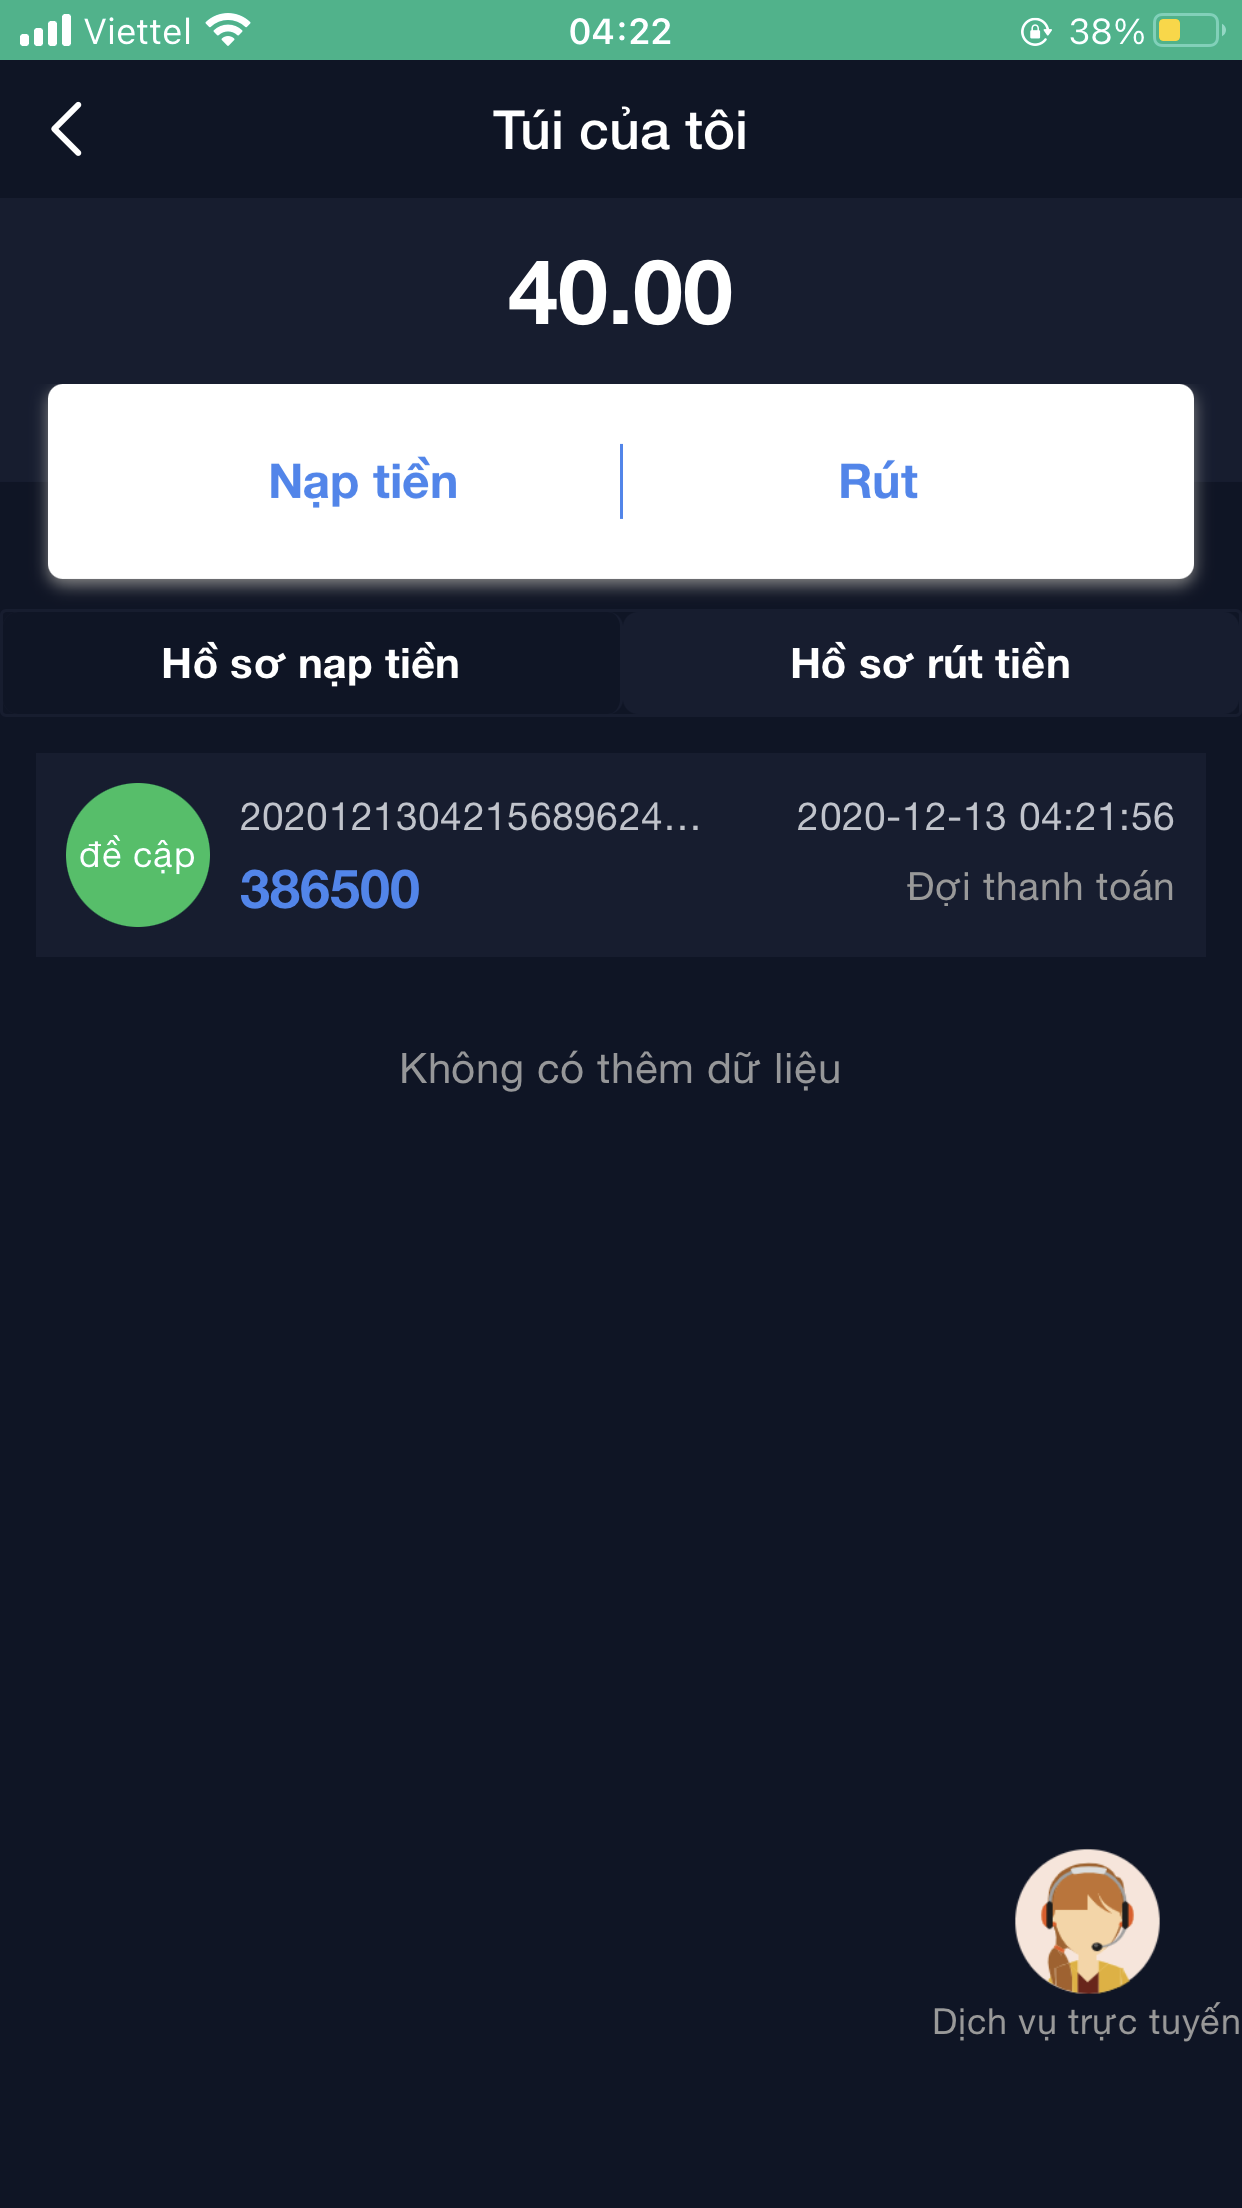 Viettel 04:22 38%
Túi của tôi
40.00
Nạp tiền Rút
Hồ sơ nạp tiền Hồ sơ rút tiền
đề cập
2020121304215689624... 2020-12-13 04:21:56
386500 Đợi thanh toán
Không có thêm dữ liệu
Dịch vụ trực tuyến